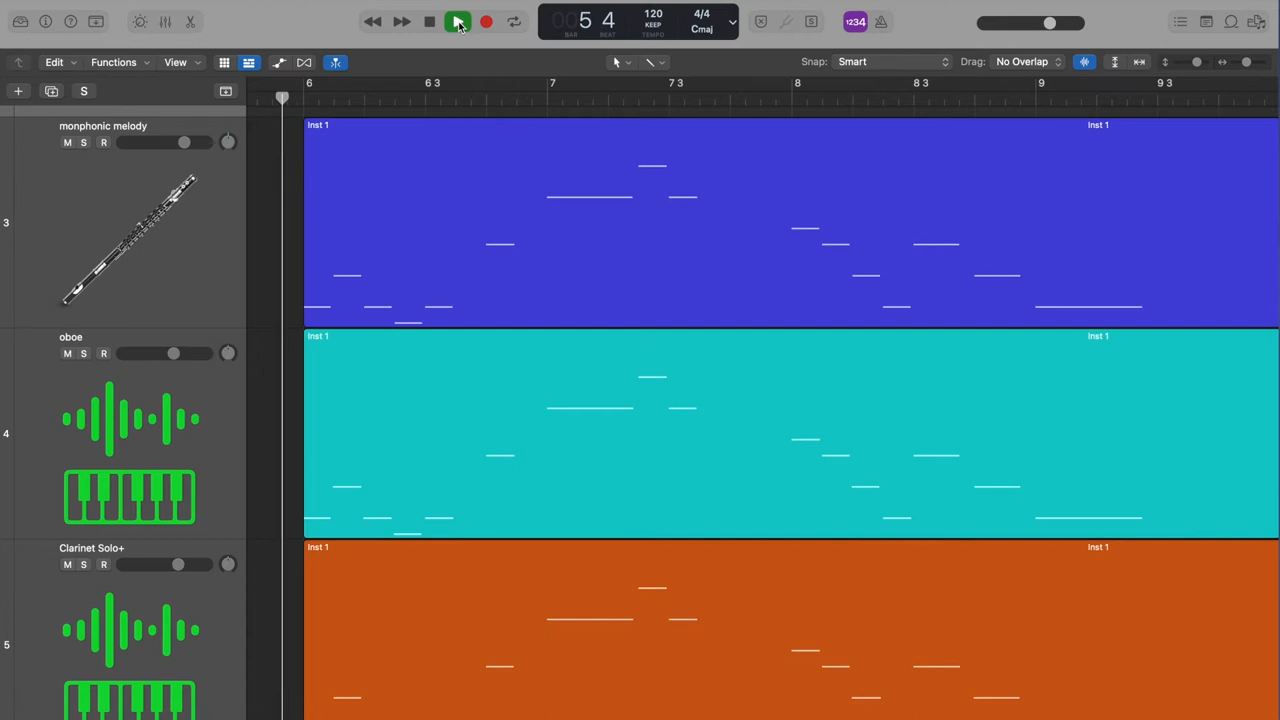 005 4 120 4/4
KEEP Cmaj
BAR BEAT TEMPO
1234
S
Edit Functions View Snap: Smart Drag: No Overlap
S
6 6 3 7 7 3 8 8 3 9 9 3
monphonic melody
M S R
3
Inst 1 Inst 1
oboe
M S R
4
Inst 1 Inst 1
Clarinet Solo+
M S R
5
Inst 1 Inst 1